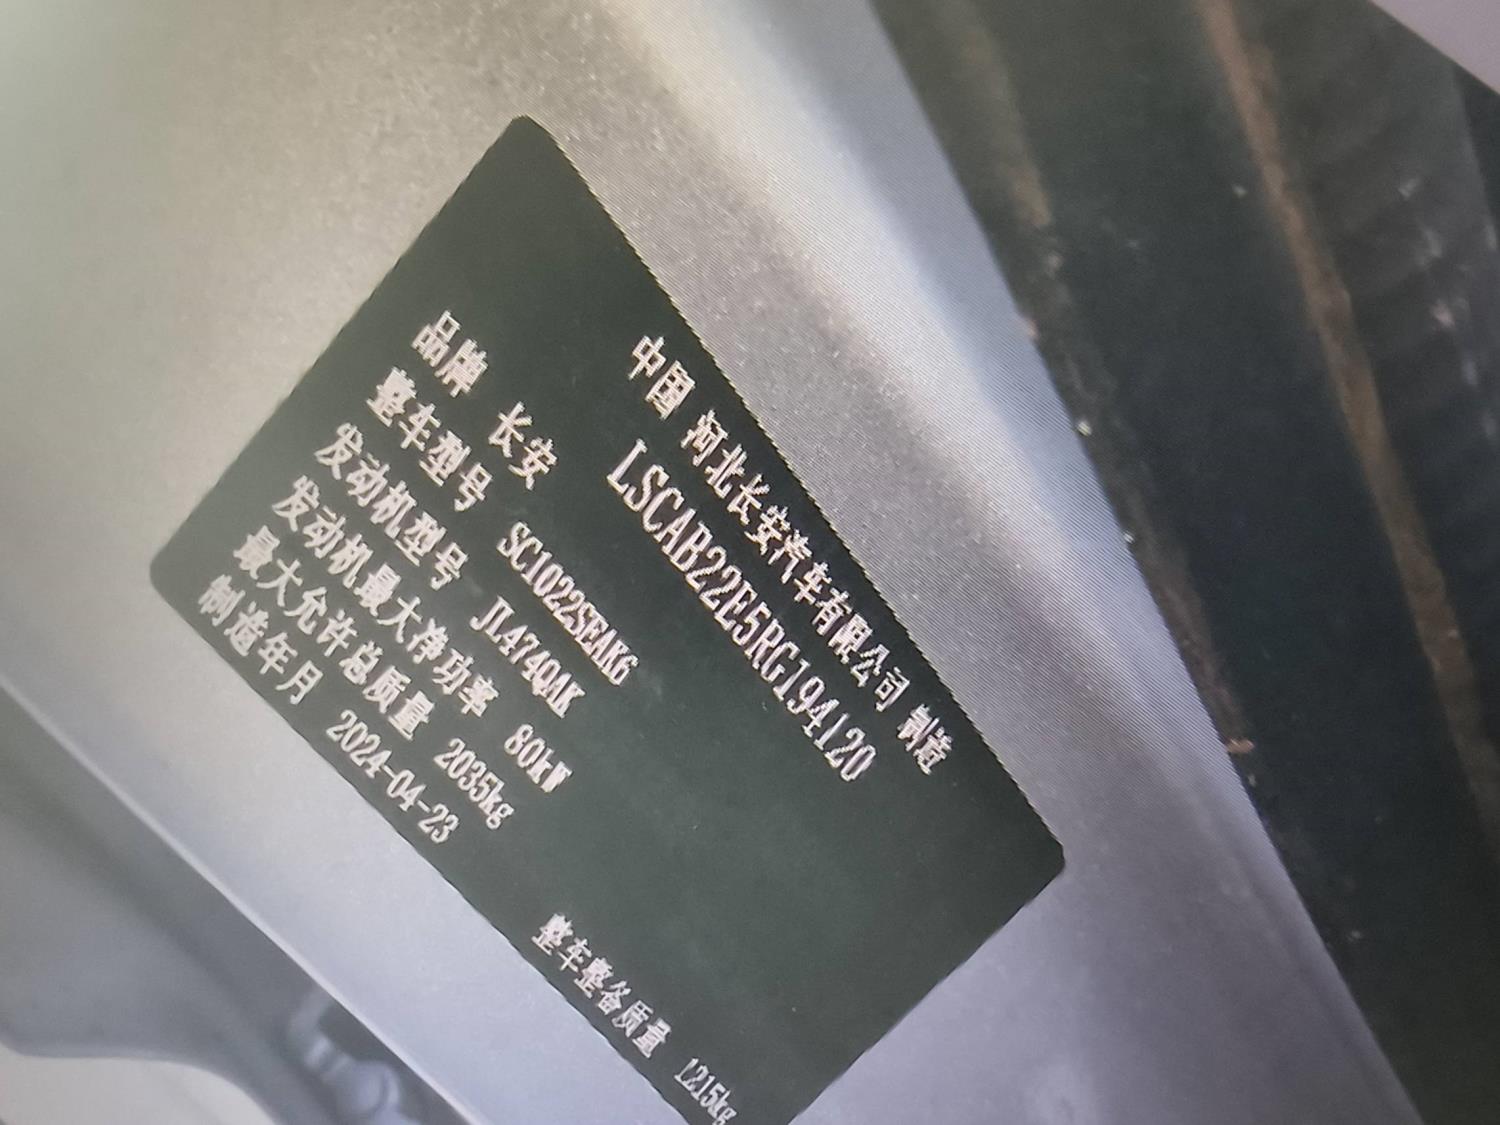 中国 河北长安汽车有限公司 制造
LSCAB22E5RG194120
品牌 长安
整车型号 SC1022SEAK6
发动机型号 JL474QAK
发动机最大净功率 80kW
最大允许总质量 2035kg
制造年月 2024-04-23
整车整备质量 1215kg